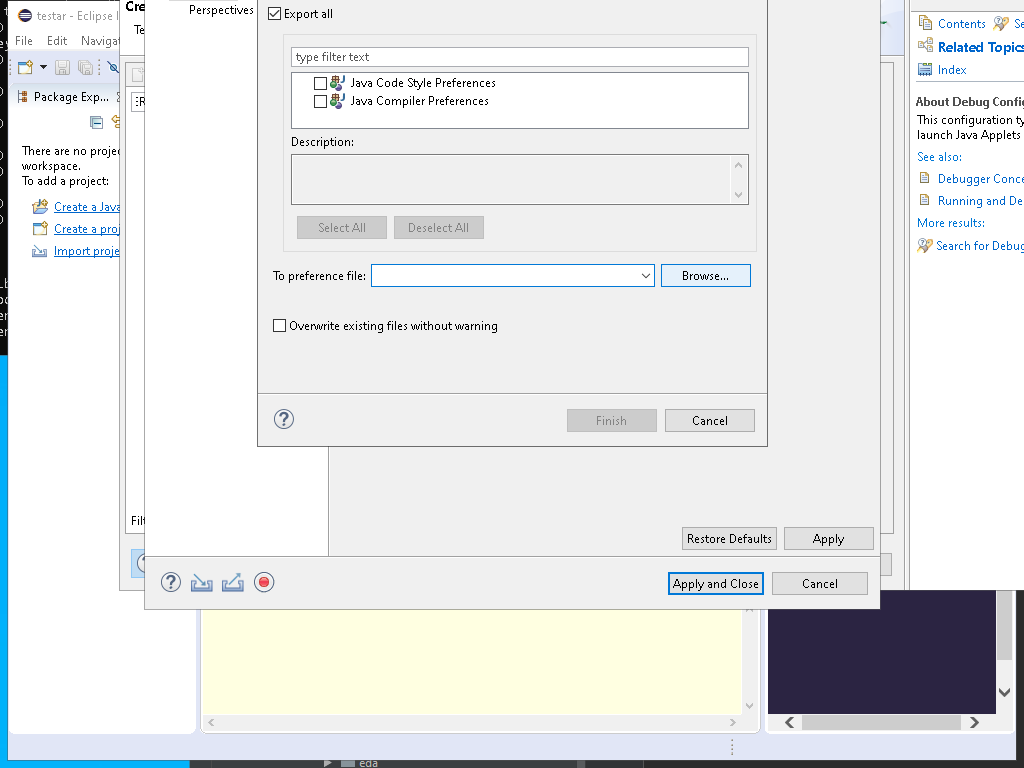 testar - Eclipse I
File Edit Navigat
Package Exp...
There are no projec
workspace.
To add a project:
Create a Java
Create a proj
Import proje
Cre
Te
Filt
Perspectives
Export all
type filter text
Java Code Style Preferences
Java Compiler Preferences
Description:
Select All Deselect All
To preference file: Browse...
Overwrite existing files without warning
Finish Cancel
Restore Defaults Apply
Apply and Close Cancel
Contents Se
Related Topics
Index
About Debug Config
This configuration ty
launch Java Applets
See also:
Debugger Conce
Running and De
More results:
Search for Debug
eda